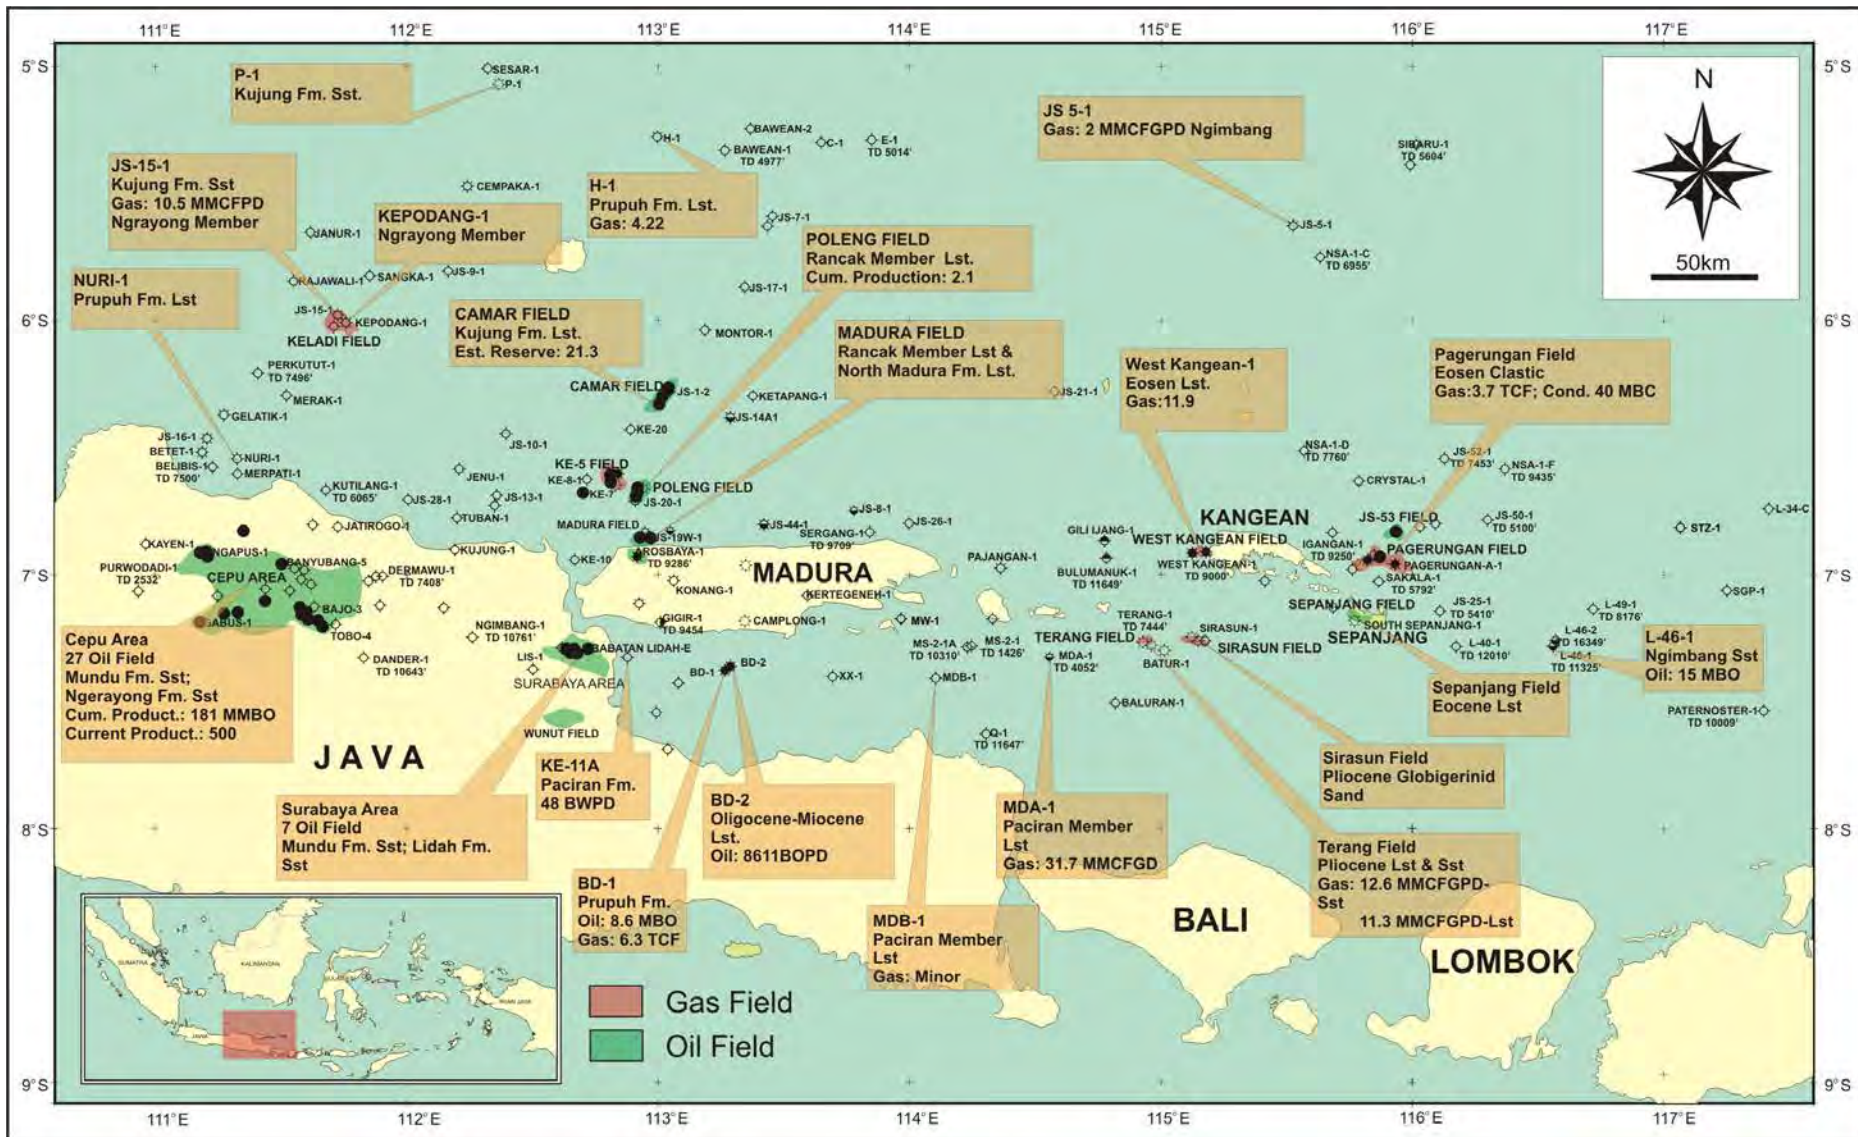 111°E
112°E
113°E
114°E
115°E
116°E
117°E
5°S
5°S
6°S
6°S
7°S
7°S
8°S
8°S
9°S
9°S
111°E
112°E
113°E
114°E
115°E
116°E
117°E
N
50km
P-1
Kujung Fm. Sst.
SESAR-1
P-1
JS-15-1
Kujung Fm. Sst
Gas: 10.5 MMCFPD
Ngrayong Member
KEPODANG-1
Ngrayong Member
NURI-1
Prupuh Fm. Lst
H-1
Prupuh Fm. Lst.
Gas: 4.22
POLENG FIELD
Rancak Member Lst.
Cum. Production: 2.1
CAMAR FIELD
Kujung Fm. Lst.
Est. Reserve: 21.3
MADURA FIELD
Rancak Member Lst &
North Madura Fm. Lst.
JS 5-1
Gas: 2 MMCFGPD Ngimbang
West Kangean-1
Eosen Lst.
Gas:11.9
Pagerungan Field
Eosen Clastic
Gas:3.7 TCF; Cond. 40 MBC
H-1
BAWEAN-2
BAWEAN-1
TD 4977'
C-1
E-1
TD 5014'
SIBARU-1
TD 5604'
CEMPAKA-1
JS-7-1
JS-5-1
NSA-1-C
TD 6955'
JANUR-1
RAJAWALI-1
SANGKA-1
JS-9-1
JS-17-1
JS-15-1
KEPODANG-1
KELADI FIELD
MONTOR-1
PERKUTUT-1
TD 7496'
MERAK-1
GELATIK-1
CAMAR FIELD
JS-1-2
KETAPANG-1
JS-14A1
KE-20
JS-21-1
JS-16-1
BETET-1
BELIBIS-1
TD 7500'
NURI-1
MERPATI-1
JS-10-1
JENU-1
KE-5 FIELD
KE-8-1
KE-7
POLENG FIELD
JS-20-1
NSA-1-D
TD 7760'
JS-52-1
TD 7453'
NSA-1-F
TD 9435'
CRYSTAL-1
KUTILANG-1
TD 6065'
JS-28-1
JS-13-1
TUBAN-1
JATIROGO-1
MADURA FIELD
JS-19W-1
AROSBAYA-1
TD 9286'
JS-44-1
JS-8-1
SERGANG-1
TD 9709'
JS-26-1
GILI IJANG-1
KANGEAN
WEST KANGEAN FIELD
WEST KANGEAN-1
TD 9000'
JS-53 FIELD
JS-50-1
TD 5100'
IGANGAN-1
TD 9250'
PAGERUNGAN FIELD
PAGERUNGAN-A-1
SAKALA-1
TD 5792'
STZ-1
L-34-C
KAYEN-1
NGAPUS-1
BANYUBANG-5
PURWODADI-1
TD 2532'
CEPU AREA
KUJUNG-1
DERMAWU-1
TD 7408'
KE-10
MADURA
KONANG-1
KERTEGENEH-1
PAJANGAN-1
BULUMANUK-1
TD 11649'
SGP-1
GABUS-1
BAJO-3
TOBO-4
NGIMBANG-1
TD 10761'
GIGIR-1
TD 9454
CAMPLONG-1
MW-1
MS-2-1A
TD 10310'
MS-2-1
TD 1426'
TERANG-1
TD 7444'
TERANG FIELD
SIRASUN-1
SIRASUN FIELD
BATUR-1
MDA-1
TD 4052'
SEPANJANG FIELD
SOUTH SEPANJANG-1
SEPANJANG
JS-25-1
TD 5410'
L-40-1
TD 12010'
L-49-1
TD 8176'
L-46-2
TD 16349'
L-46-1
TD 11325'
DANDER-1
TD 10643'
LIS-1
BABATAN
LIDAH-E
SURABAYA AREA
WUNUT FIELD
BD-1
BD-2
XX-1
MDB-1
BALURAN-1
Q-1
TD 11647'
PATERNOSTER-1
TD 10009'
L-46-1
Ngimbang Sst
Oil: 15 MBO
Cepu Area
27 Oil Field
Mundu Fm. Sst;
Ngerayong Fm. Sst
Cum. Product.: 181 MMBO
Current Product.: 500
JAVA
Sepanjang Field
Eocene Lst
Sirasun Field
Pliocene Globigerinid
Sand
KE-11A
Paciran Fm.
48 BWPD
Surabaya Area
7 Oil Field
Mundu Fm. Sst; Lidah Fm.
Sst
BD-2
Oligocene-Miocene
Lst.
Oil: 8611BOPD
MDA-1
Paciran Member
Lst
Gas: 31.7 MMCFGD
Terang Field
Pliocene Lst & Sst
Gas: 12.6 MMCFGPD-
Sst
11.3 MMCFGPD-Lst
BD-1
Prupuh Fm.
Oil: 8.6 MBO
Gas: 6.3 TCF
MDB-1
Paciran Member
Lst
Gas: Minor
BALI
LOMBOK
SUMATRA
KALIMANTAN
JAVA
Gas Field
Oil Field